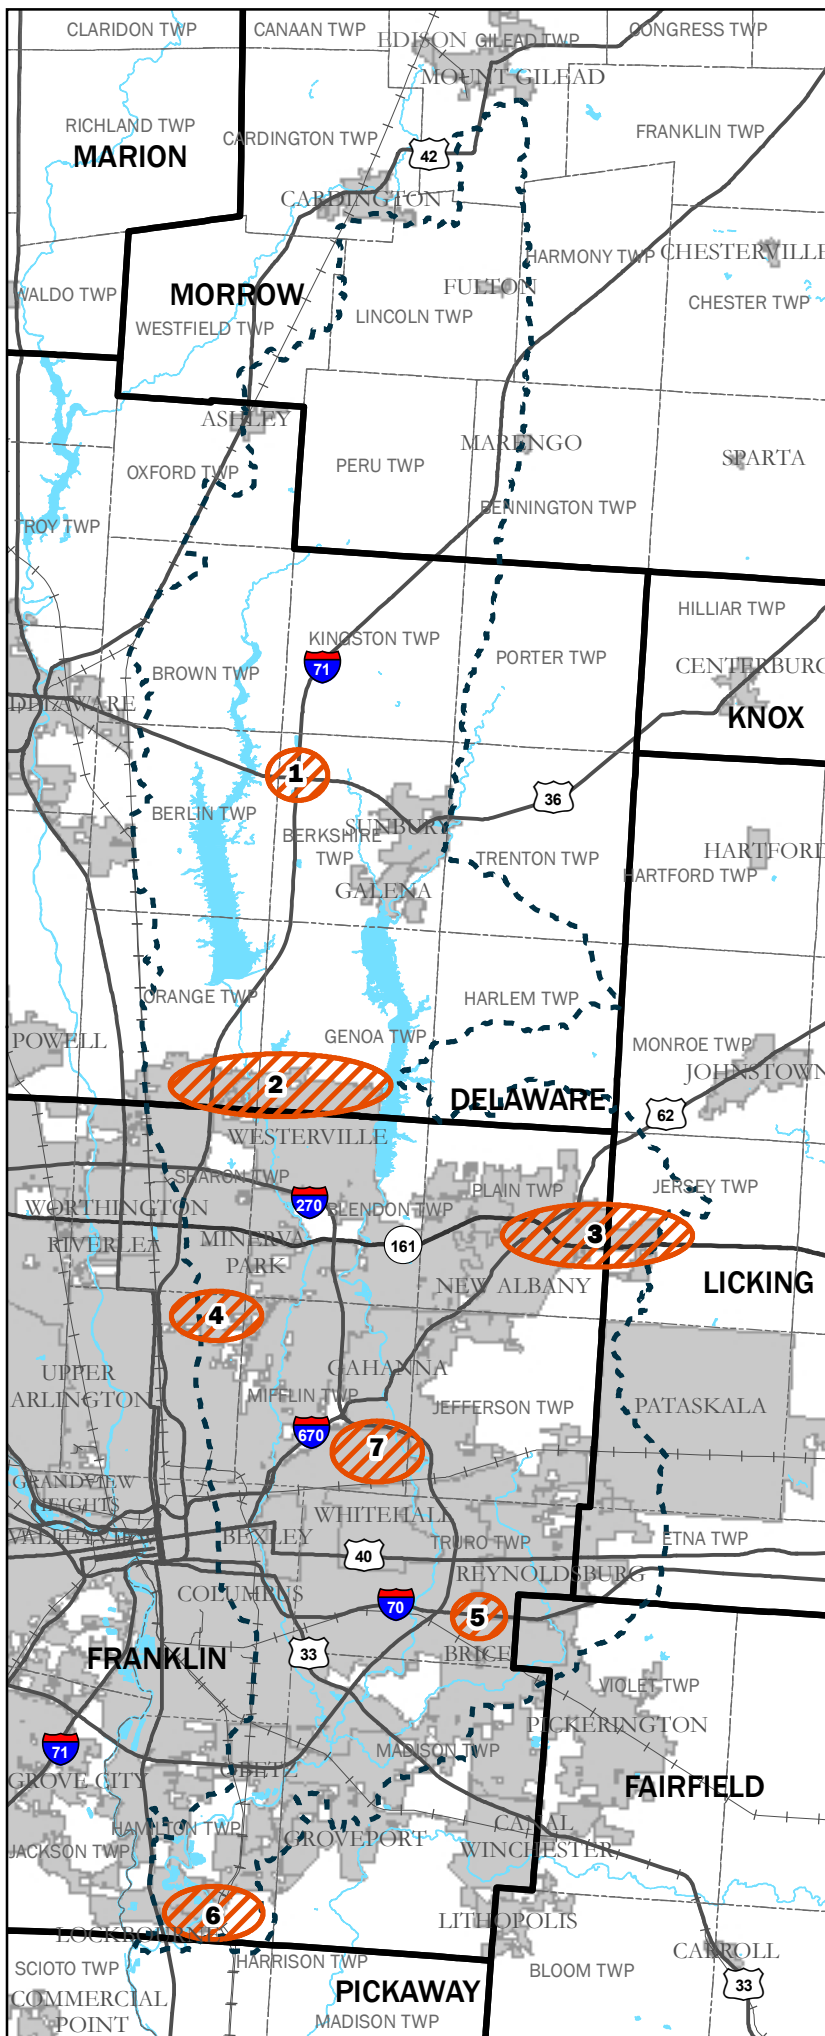 CLARIDON TWP
CANAAN TWP
CONGRESS TWP
EDISON
GILEAD TWP
MOUNT GILEAD
RICHLAND TWP
CARDINGTON TWP
FRANKLIN TWP
MARION
42
CARDINGTON
HARMONY TWP
CHESTERVILLE
WALDO TWP
MORROW
FULTON
CHESTER TWP
LINCOLN TWP
WESTFIELD TWP
ASHLEY
MARENGO
OXFORD TWP
PERU TWP
SPARTA
BENNINGTON TWP
TROY TWP
HILLIAR TWP
KINGSTON TWP
PORTER TWP
71
BROWN TWP
CENTERBURG
DELAWARE
KNOX
1
36
BERLIN TWP
SUNBURY
BERKSHIRE
TWP
TRENTON TWP
HARTFORD
HARTFORD TWP
GALENA
ORANGE TWP
HARLEM TWP
GENOA TWP
POWELL
MONROE TWP
JOHNSTOWN
2
DELAWARE
62
WESTERVILLE
SHARON TWP
PLAIN TWP
JERSEY TWP
WORTHINGTON
270
BLENDON TWP
RIVERLEA
MINERVA
PARK
161
3
NEW ALBANY
LICKING
4
UPPER
ARLINGTON
GAHANNA
MIFFLIN TWP
JEFFERSON TWP
PATASKALA
670
7
GRANDVIEW
HEIGHTS
WHITEHALL
VALLEYVIEW
BEXLEY
TRURO TWP
ETNA TWP
40
REYNOLDSBURG
COLUMBUS
70
5
FRANKLIN
33
BRICE
VIOLET TWP
PICKERINGTON
71
MADISON TWP
GROVE CITY
OBETZ
FAIRFIELD
HAMILTON TWP
GROVEPORT
CANAL
WINCHESTER
JACKSON TWP
6
LOCKBOURNE
LITHOPOLIS
CARROLL
SCIOTO TWP
HARRISON TWP
BLOOM TWP
33
COMMERCIAL
POINT
PICKAWAY
MADISON TWP